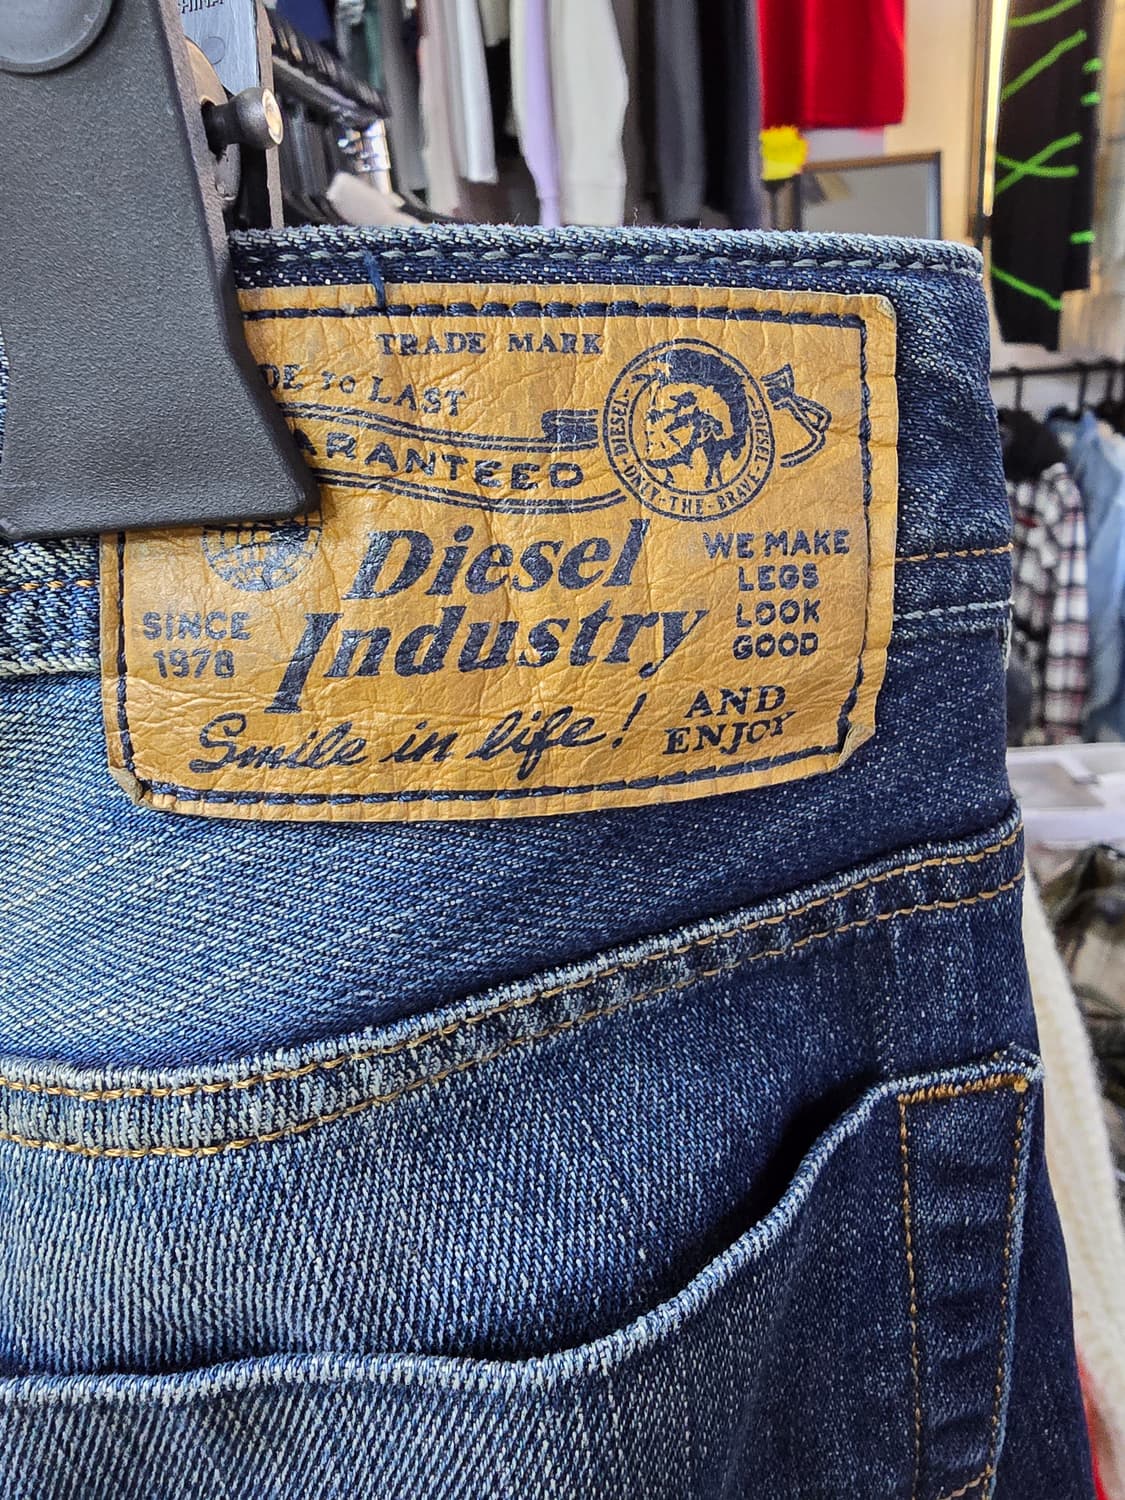 TRADE MARK
DE TO LAST
ARANTEED
DIESEL · ONLY · THE · BRAVE · DIESEL
Diesel
Industry
SINCE
1978
WE MAKE
LEGS
LOOK
GOOD
AND
ENJOY
Smile in life!